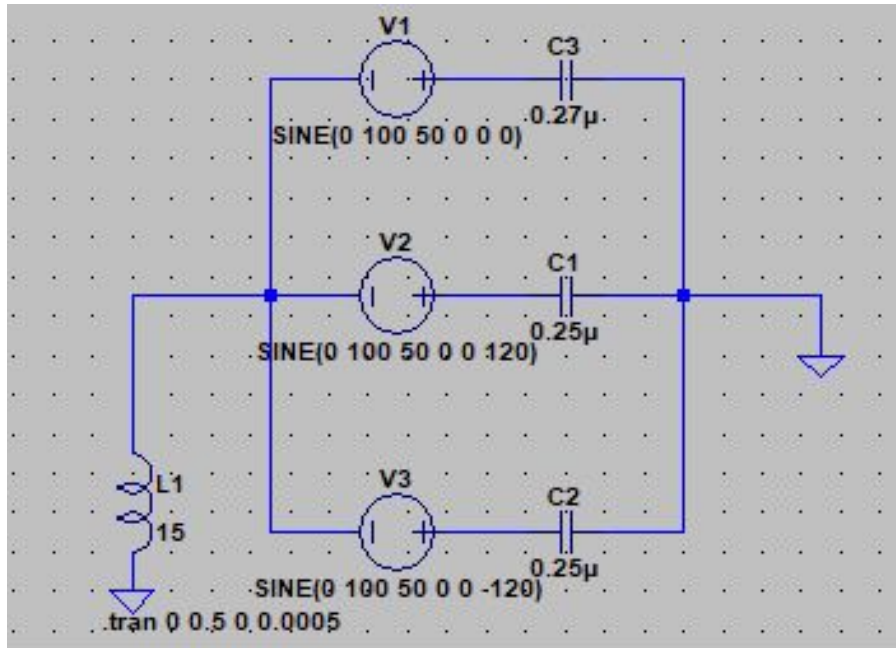 V1
C3
0.27µ
SINE(0 100 50 0 0 0)
V2
C1
0.25µ
SINE(0 100 50 0 0 120)
L1
15
V3
C2
0.25µ
SINE(0 100 50 0 0 -120)
.tran 0 0.5 0 0.0005